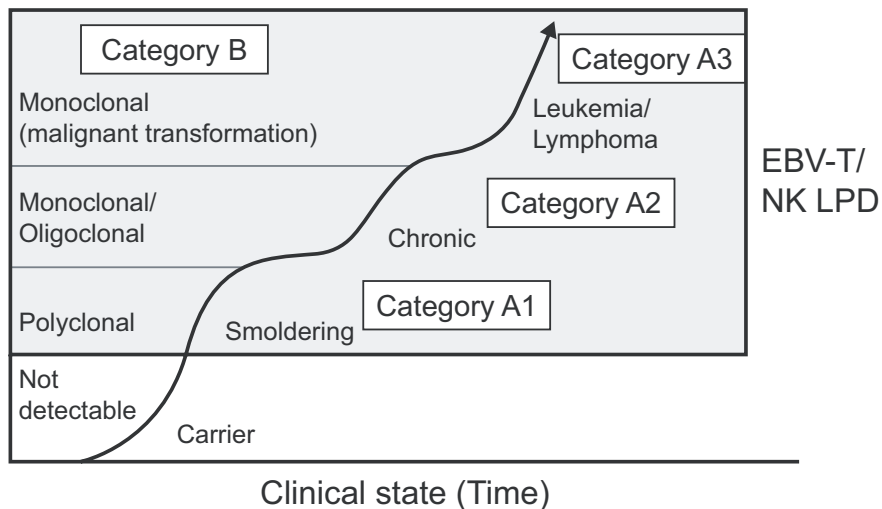 Category B
Category A3
Monoclonal
(malignant transformation)
Leukemia/
Lymphoma
EBV-T/
NK LPD
Monoclonal/
Oligoclonal
Category A2
Chronic
Category A1
Polyclonal
Smoldering
Not
detectable
Carrier
Clinical state (Time)